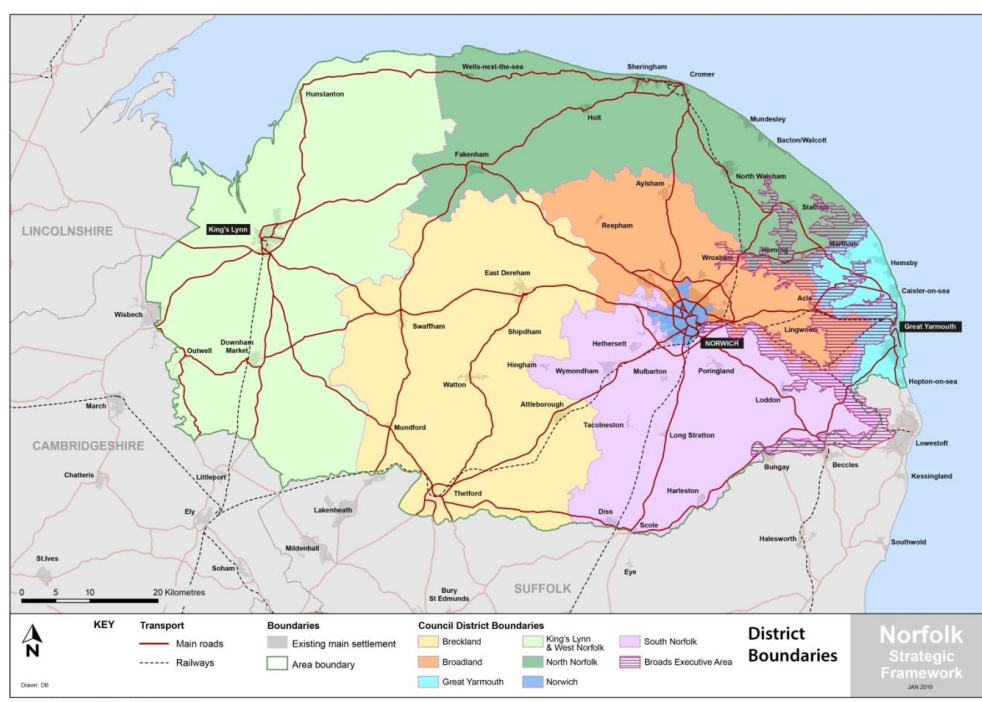 Wells-next-the-sea
Sheringham
Cromer
Hunstanton
Holt
Mundesley
Bacton/Walcott
Fakenham
North Walsham
Aylsham
Stalham
King's Lynn
Reepham
LINCOLNSHIRE
Martham
Horning
Wroxham
Hemsby
East Dereham
Caister-on-sea
Acle
Wisbech
Swaffham
Great Yarmouth
Shipdham
Lingwood
Outwell
Downham
Market
Hethersett
NORWICH
Hingham
Wymondham
Mulbarton
Poringland
Watton
Hopton-on-sea
Loddon
March
Attleborough
Tacolneston
Mundford
Long Stratton
CAMBRIDGESHIRE
Lowestoft
Bungay
Beccles
Chatteris
Littleport
Kessingland
Thetford
Harleston
Lakenheath
Ely
Diss
Scole
Halesworth
Southwold
Mildenhall
St.Ives
Soham
Eye
SUFFOLK
Bury
St Edmunds
0 5 10 20 Kilometres
N
Drawn: DB
KEY
Transport
Main roads
Railways
Boundaries
Existing main settlement
Area boundary
Council District Boundaries
Breckland
Broadland
Great Yarmouth
King's Lynn
& West Norfolk
North Norfolk
Norwich
South Norfolk
Broads Executive Area
District
Boundaries
Norfolk
Strategic
Framework
JAN 2019